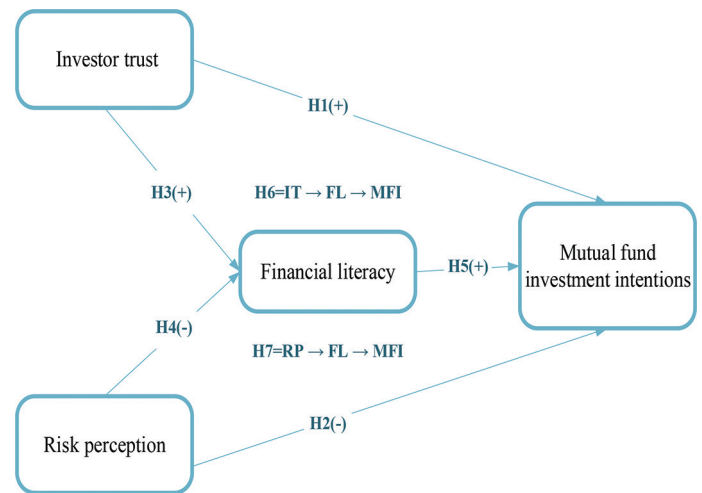 Investor trust
H1(+)
H3(+)
H6=IT → FL → MFI
Financial literacy
H5(+)
Mutual fund
investment intentions
H4(-)
H7=RP → FL → MFI
H2(-)
Risk perception